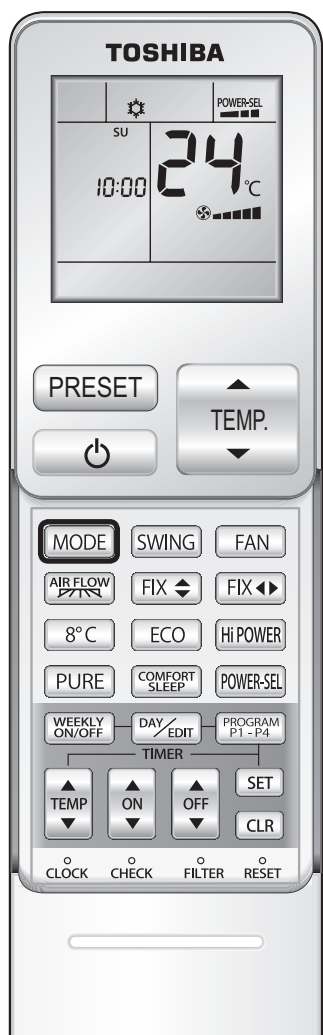 TOSHIBA
POWER-SEL
SU
10:00 24 °C
PRESET
TEMP.
MODE SWING FAN
AIR FLOW FIX FIX
8°C ECO Hi POWER
PURE COMFORT SLEEP POWER-SEL
WEEKLY ON/OFF DAY/EDIT PROGRAM P1 - P4
TIMER
TEMP ON OFF SET
CLR
CLOCK CHECK FILTER RESET